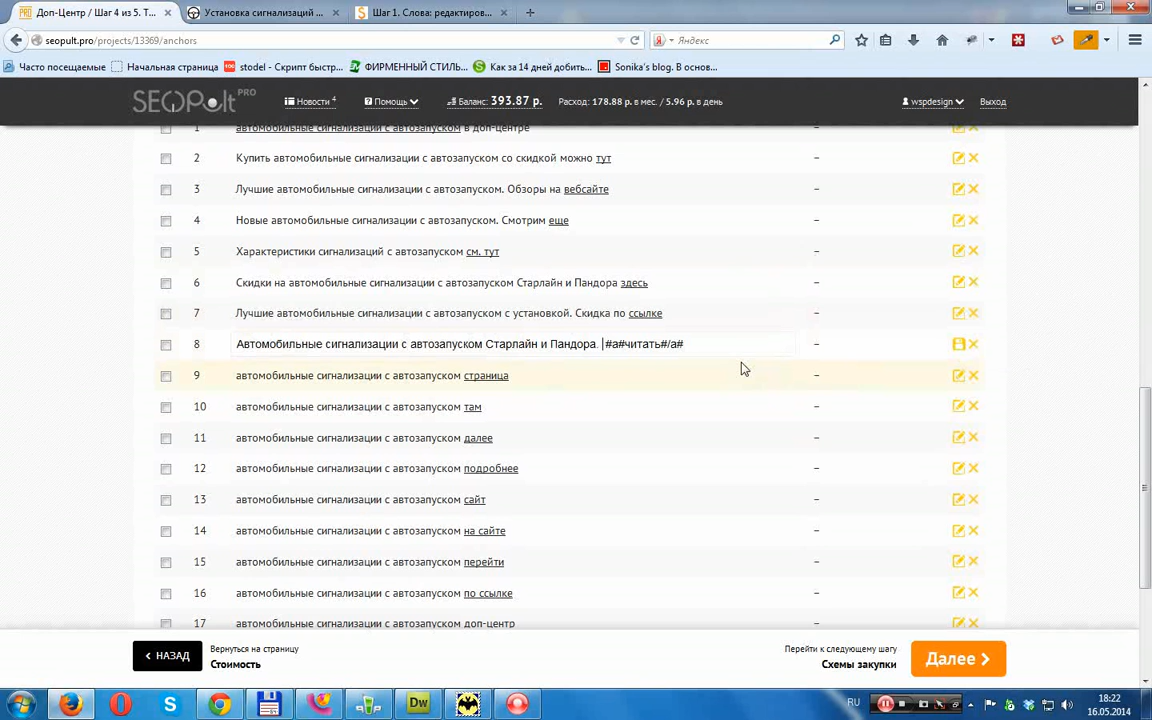 Доп-Центр / Шаг 4 из 5. Т... × Установка сигнализаций ... × Шаг 1. Слова: редактиров... × +
seopult.pro/projects/13369/anchors Яндекс
Часто посещаемые Начальная страница stodel - Скрипт быстр... ФИРМЕННЫЙ СТИЛЬ... Как за 14 дней добить... Sonika's blog. В основ...
SEOPult PRO Новости 4 Помощь Баланс: 393.87 р. Расход: 178.88 р. в мес. / 5.96 р. в день wspdesign Выход
1 автомобильные сигнализации с автозапуском в доп-центре –
2 Купить автомобильные сигнализации с автозапуском со скидкой можно тут –
3 Лучшие автомобильные сигнализации с автозапуском. Обзоры на вебсайте –
4 Новые автомобильные сигнализации с автозапуском. Смотрим еще –
5 Характеристики сигнализаций с автозапуском см. тут –
6 Скидки на автомобильные сигнализации с автозапуском Старлайн и Пандора здесь –
7 Лучшие автомобильные сигнализации с автозапуском с установкой. Скидка по ссылке –
8 Автомобильные сигнализации с автозапуском Старлайн и Пандора. #a#читать#/a# –
9 автомобильные сигнализации с автозапуском страница –
10 автомобильные сигнализации с автозапуском там –
11 автомобильные сигнализации с автозапуском далее –
12 автомобильные сигнализации с автозапуском подробнее –
13 автомобильные сигнализации с автозапуском сайт –
14 автомобильные сигнализации с автозапуском на сайте –
15 автомобильные сигнализации с автозапуском перейти –
16 автомобильные сигнализации с автозапуском по ссылке –
17 автомобильные сигнализации с автозапуском доп-центр –
НАЗАД Вернуться на страницу Перейти к следующему шагу Далее
Стоимость Схемы закупки
RU 18:22
16.05.2014